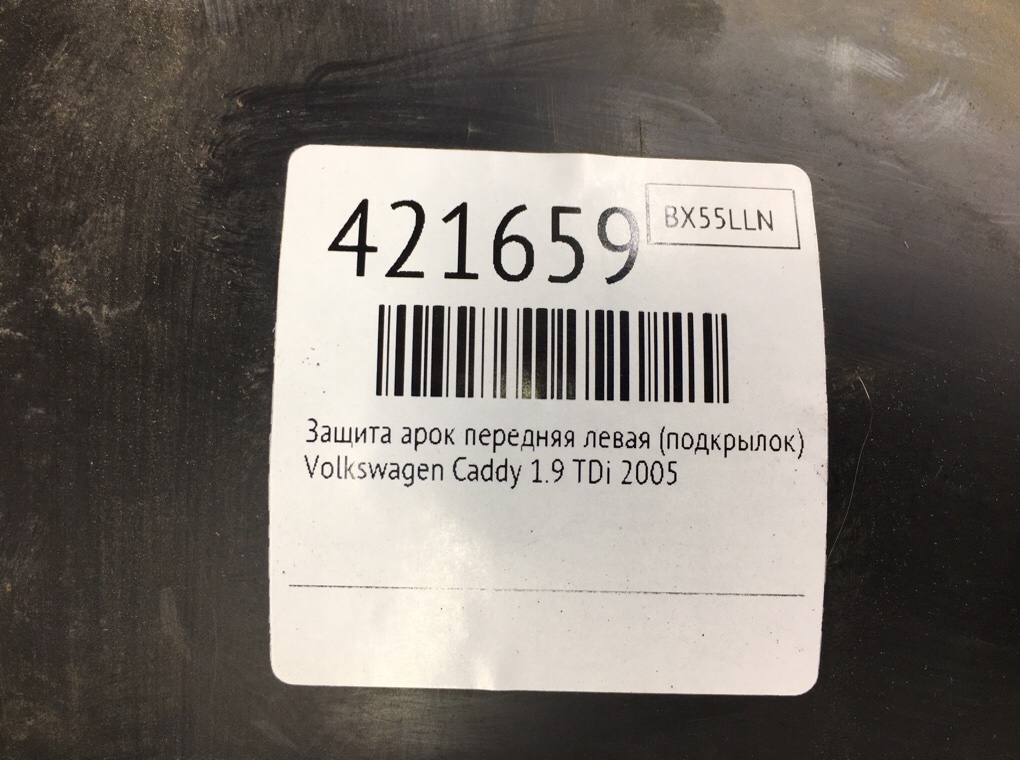 421659
BX55LLN
Защита арок передняя левая (подкрылок)
Volkswagen Caddy 1.9 TDi 2005